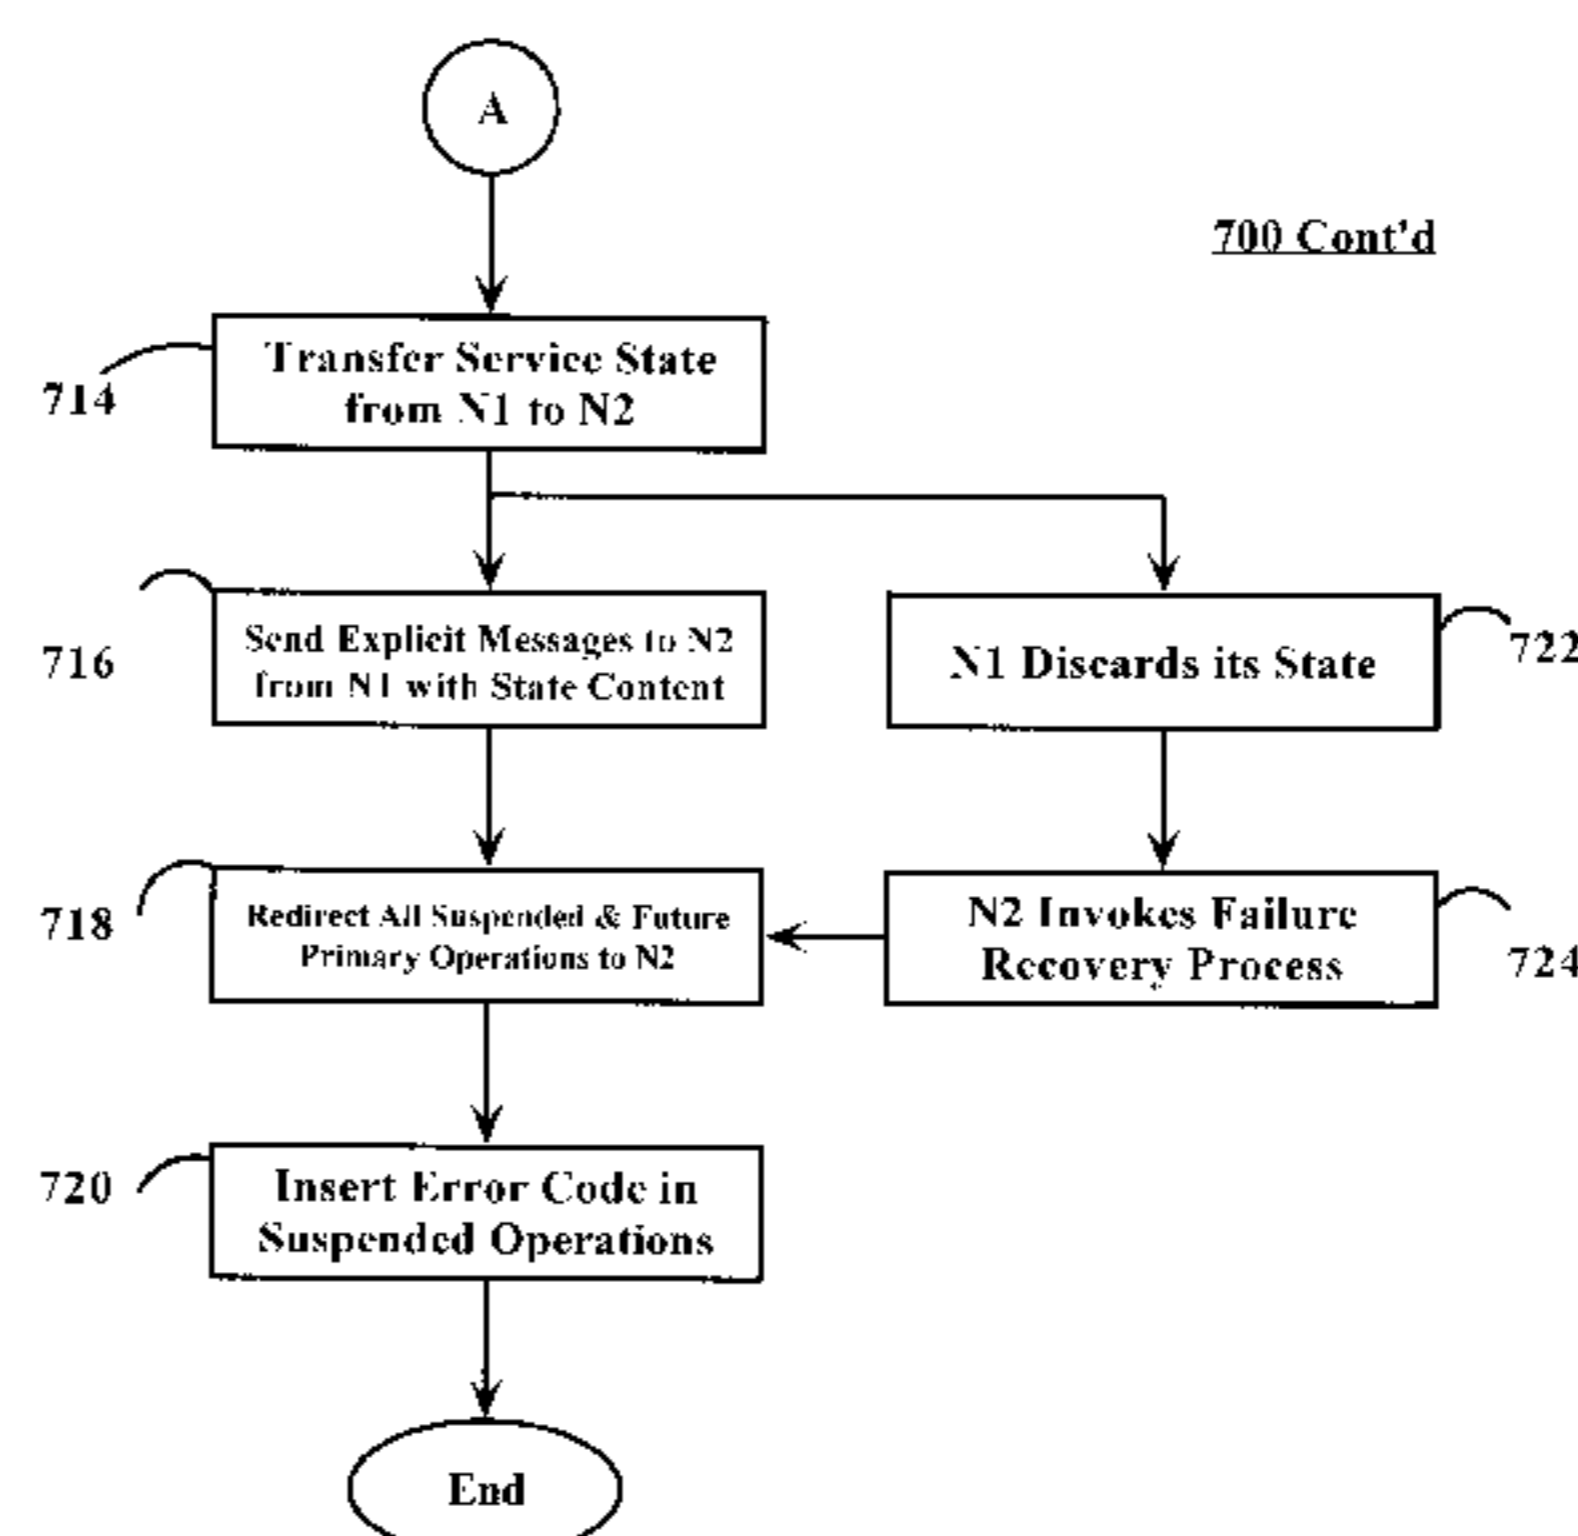 A
700 Cont'd
714
Transfer Service State
from N1 to N2
716
Send Explicit Messages to N2
from N1 with State Content
N1 Discards its State
722
718
Redirect All Suspended & Future
Primary Operations to N2
N2 Invokes Failure
Recovery Process
724
720
Insert Error Code in
Suspended Operations
End